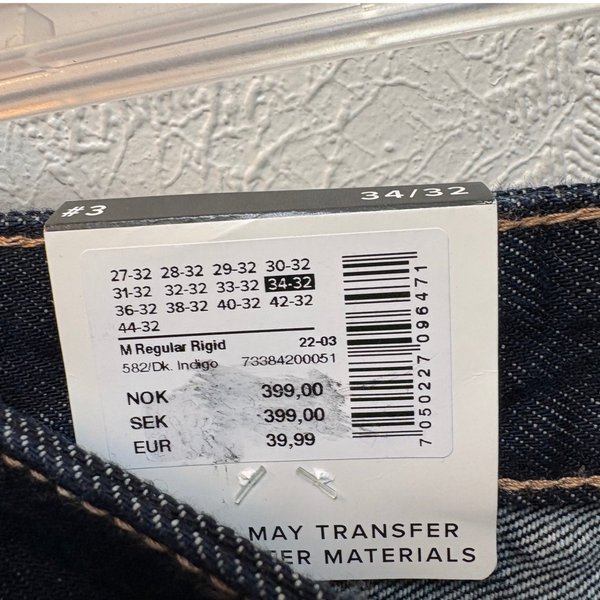 #3 34/32
27-32 28-32 29-32 30-32
31-32 32-32 33-32 34-32
36-32 38-32 40-32 42-32
44-32
M Regular Rigid 22-03
582/Dk. Indigo 73384200051
NOK 399,00
SEK 399,00
EUR 39,99
7050227096471
MAY TRANSFER
MATERIALS